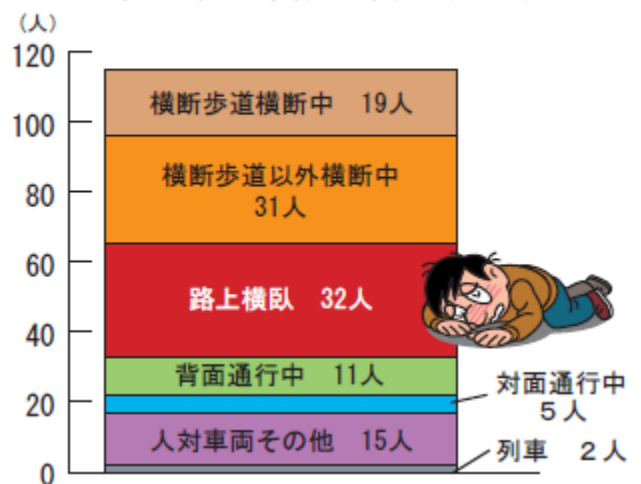 (人)
120
100
80
60
40
20
0
横断歩道横断中 19人
横断歩道以外横断中
31人
路上横臥 32人
背面通行中 11人
対面通行中
5人
人対車両その他 15人
列車 2人